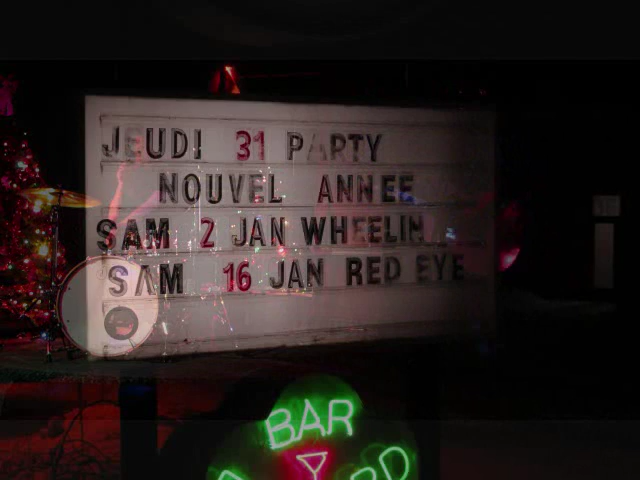 JEUDI 31 PARTY
NOUVEL ANNEE
SAM 2 JAN WHEELIN
SAM 16 JAN RED EYE
BAR